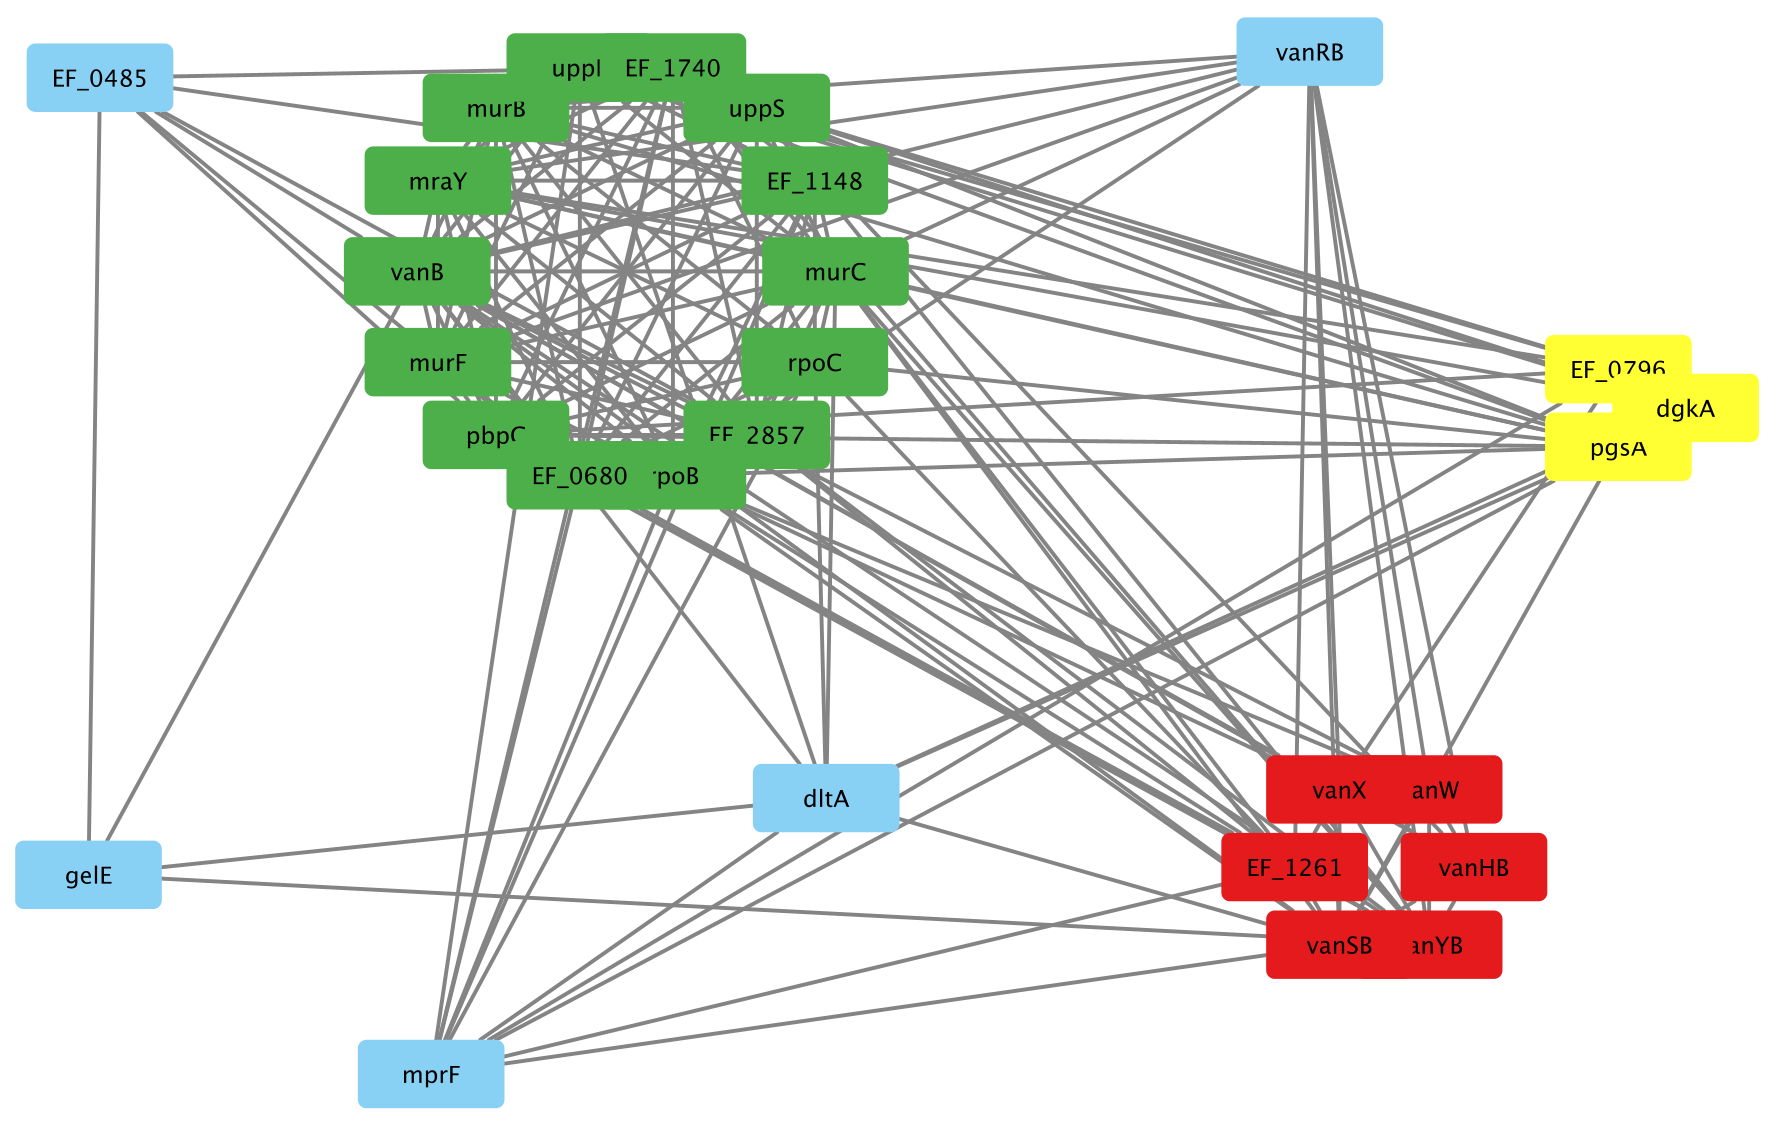 EF_0485
uppP
EF_1740
vanRB
murB
uppS
mraY
EF_1148
vanB
murC
murF
rpoC
EF_0796
dgkA
pbpC
EF_2857
pgsA
EF_0680
rpoB
vanX
anW
dltA
EF_1261
vanHB
gelE
vanSB
anYB
mprF